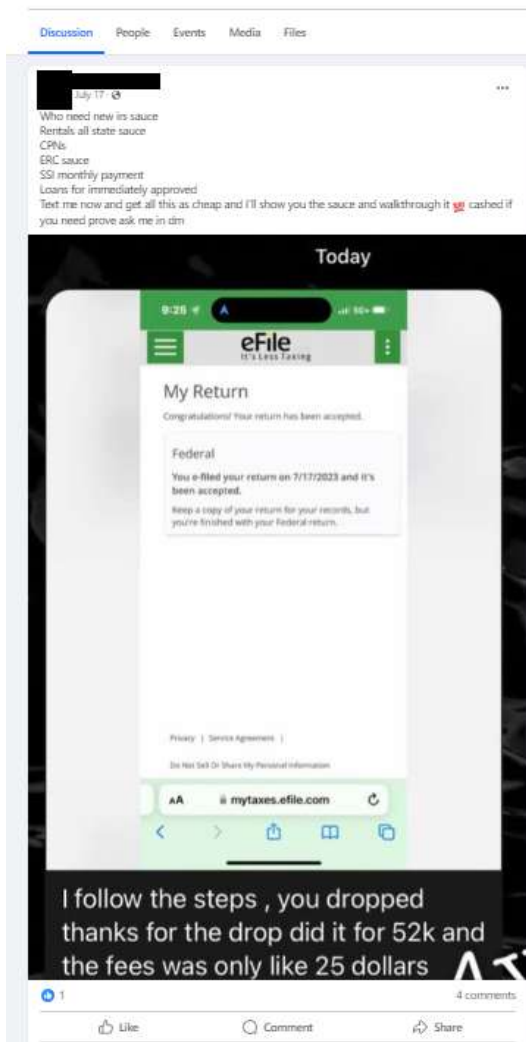 Discussion People Events Media Files
July 17
Who need new irs sauce
Rentals all state sauce
CPNs
ERC sauce
SSI monthly payment
Loans for immediately approved
Text me now and get all this as cheap and I'll show you the sauce and walkthrough it 💯 cashed if
you need prove ask me in dm
Today
9:25 5G+
eFile
It's Less Taxing
My Return
Congratulations! Your return has been accepted.
Federal
You e-filed your return on 7/17/2023 and it's
been accepted.
Keep a copy of your return for your records, but
you're finished with your Federal return.
Privacy | Service Agreement |
Do Not Sell Or Share My Personal Information
AA mytaxes.efile.com
I follow the steps , you dropped
thanks for the drop did it for 52k and
the fees was only like 25 dollars
1 4 comments
Like Comment Share